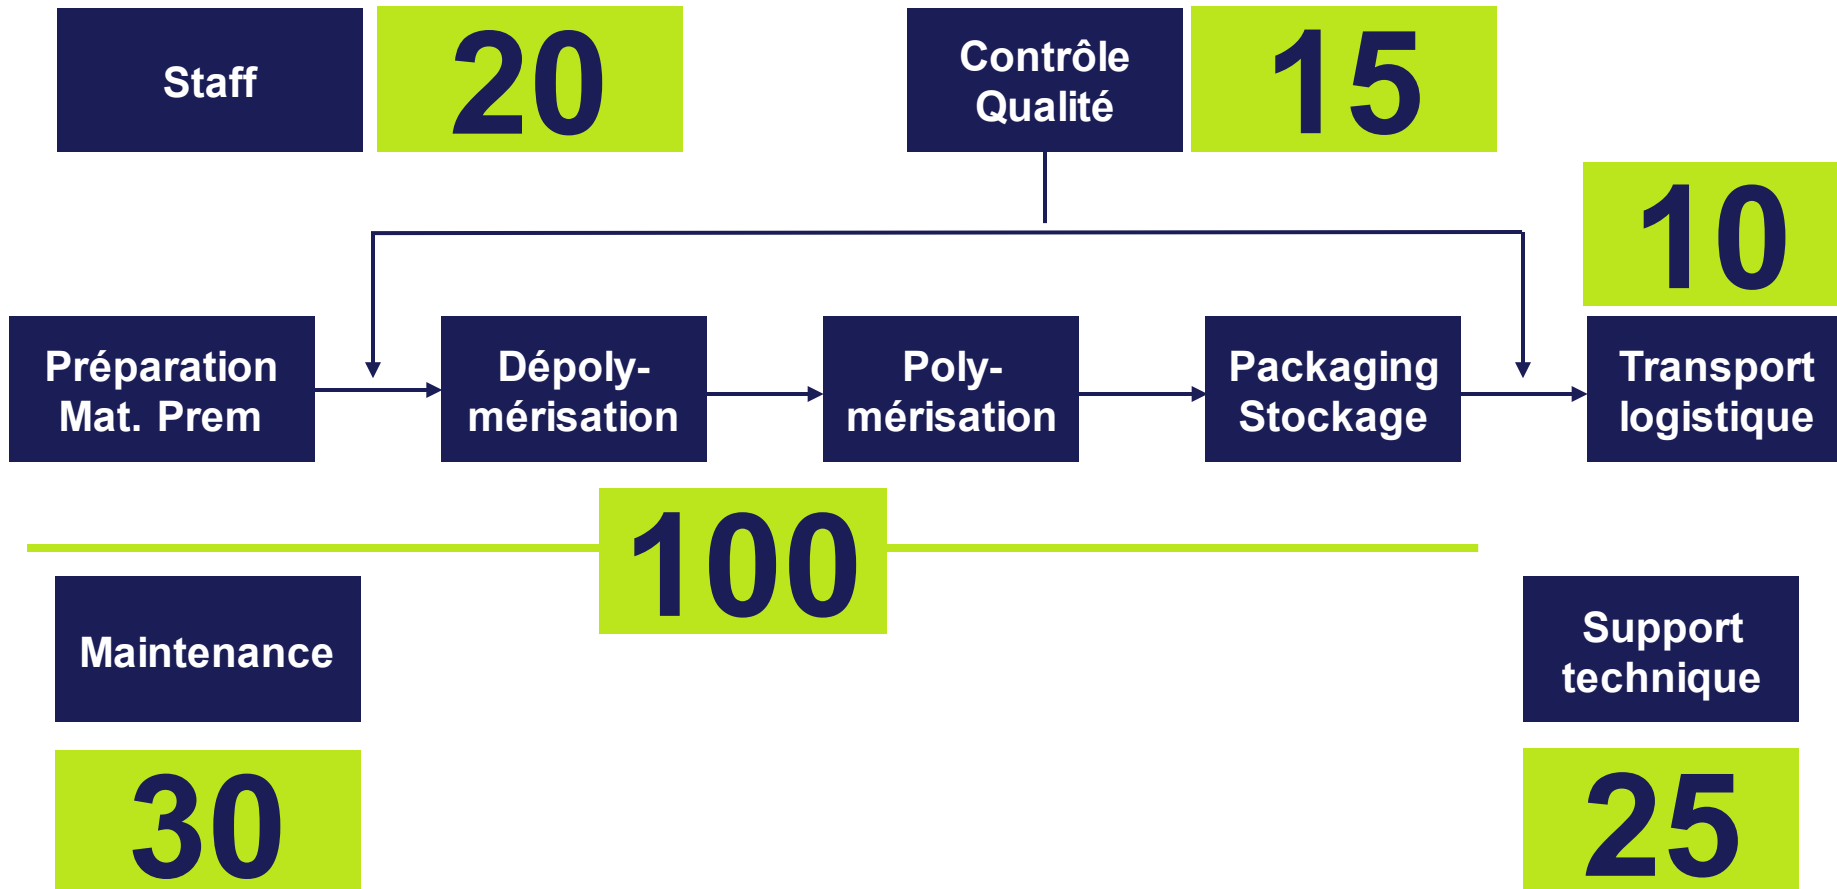 Staff
20
Contrôle
Qualité
15
10
Préparation
Mat. Prem
Dépoly-
mérisation
Poly-
mérisation
Packaging
Stockage
Transport
logistique
100
Maintenance
30
Support
technique
25